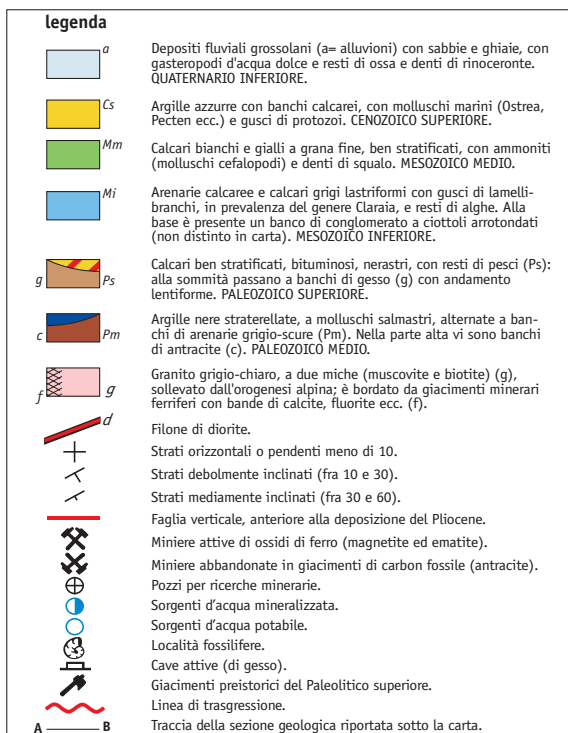 legenda
a
Depositi fluviali grossolani (a= alluvioni) con sabbie e ghiaie, con
gasteropodi d'acqua dolce e resti di ossa e denti di rinoceronte.
QUATERNARIO INFERIORE.
Cs
Argille azzurre con banchi calcarei, con molluschi marini (Ostrea,
Pecten ecc.) e gusci di protozoi. CENOZOICO SUPERIORE.
Mm
Calcari bianchi e gialli a grana fine, ben stratificati, con ammoniti
(molluschi cefalopodi) e denti di squalo. MESOZOICO MEDIO.
Mi
Arenarie calcaree e calcari grigi lastriformi con gusci di lamelli-
branchi, in prevalenza del genere Claraia, e resti di alghe. Alla
base è presente un banco di conglomerato a ciottoli arrotondati
(non distinto in carta). MESOZOICO INFERIORE.
g Ps
Calcari ben stratificati, bituminosi, nerastri, con resti di pesci (Ps):
alla sommità passano a banchi di gesso (g) con andamento
lentiforme. PALEOZOICO SUPERIORE.
c Pm
Argille nere straterellate, a molluschi salmastri, alternate a ban-
chi di arenarie grigio-scure (Pm). Nella parte alta vi sono banchi
di antracite (c). PALEOZOICO MEDIO.
f g
Granito grigio-chiaro, a due miche (muscovite e biotite) (g),
sollevato dall'orogenesi alpina; è bordato da giacimenti minerari
ferriferi con bande di calcite, fluorite ecc. (f).
d
Filone di diorite.
Strati orizzontali o pendenti meno di 10.
Strati debolmente inclinati (fra 10 e 30).
Strati mediamente inclinati (fra 30 e 60).
Faglia verticale, anteriore alla deposizione del Pliocene.
Miniere attive di ossidi di ferro (magnetite ed ematite).
Miniere abbandonate in giacimenti di carbon fossile (antracite).
Pozzi per ricerche minerarie.
Sorgenti d'acqua mineralizzata.
Sorgenti d'acqua potabile.
Località fossilifere.
Cave attive (di gesso).
Giacimenti preistorici del Paleolitico superiore.
Linea di trasgressione.
A B Traccia della sezione geologica riportata sotto la carta.